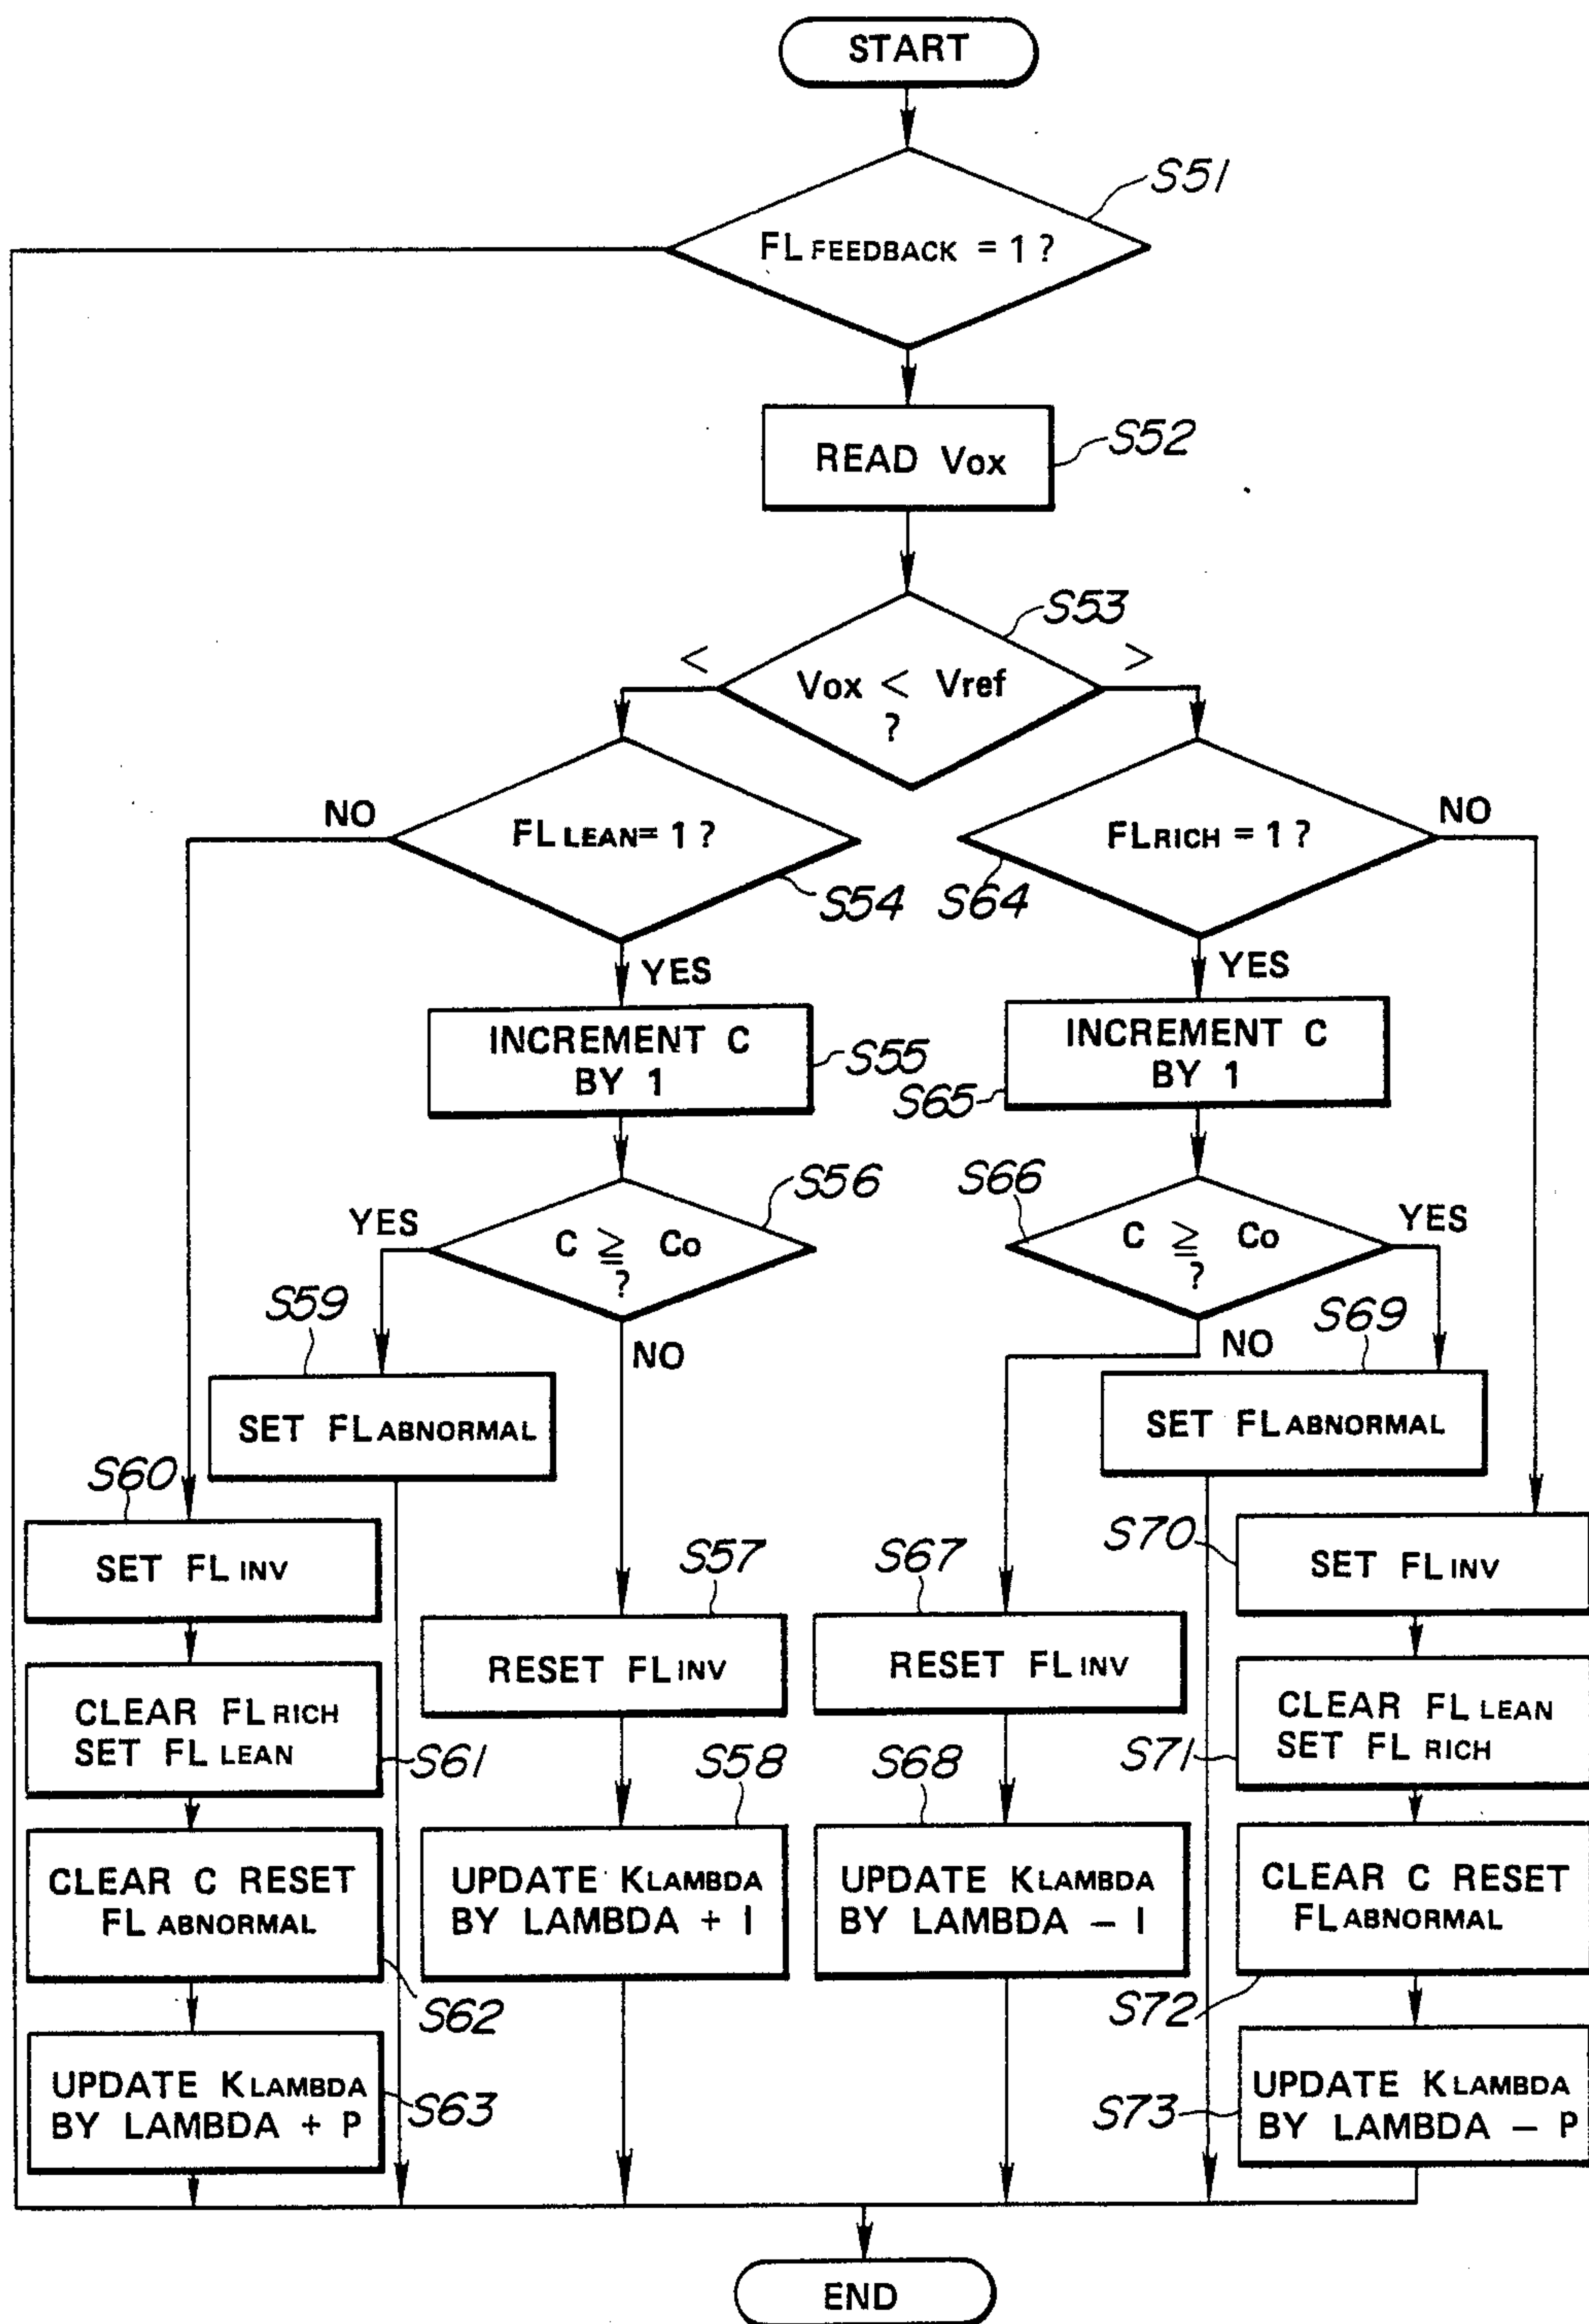 START
S51
FL FEEDBACK = 1 ?
S52
READ Vox
S53
< >
Vox < Vref
?
NO
FL LEAN = 1 ?
S54
FL RICH = 1 ?
NO
S64
YES
YES
INCREMENT C
BY 1
S55
INCREMENT C
BY 1
S65
S56
YES
C ≧ Co
?
S66
C ≧ Co
?
YES
S59
NO
NO
S69
SET FL ABNORMAL
SET FL ABNORMAL
S60
SET FL INV
S57
RESET FL INV
S67
RESET FL INV
S70
SET FL INV
CLEAR FL RICH
SET FL LEAN
S61
S58
S68
S71
CLEAR FL LEAN
SET FL RICH
CLEAR C RESET
FL ABNORMAL
S62
UPDATE KLAMBDA
BY LAMBDA + I
UPDATE KLAMBDA
BY LAMBDA − I
CLEAR C RESET
FL ABNORMAL
S72
UPDATE KLAMBDA
BY LAMBDA + P
S63
S73
UPDATE KLAMBDA
BY LAMBDA − P
END